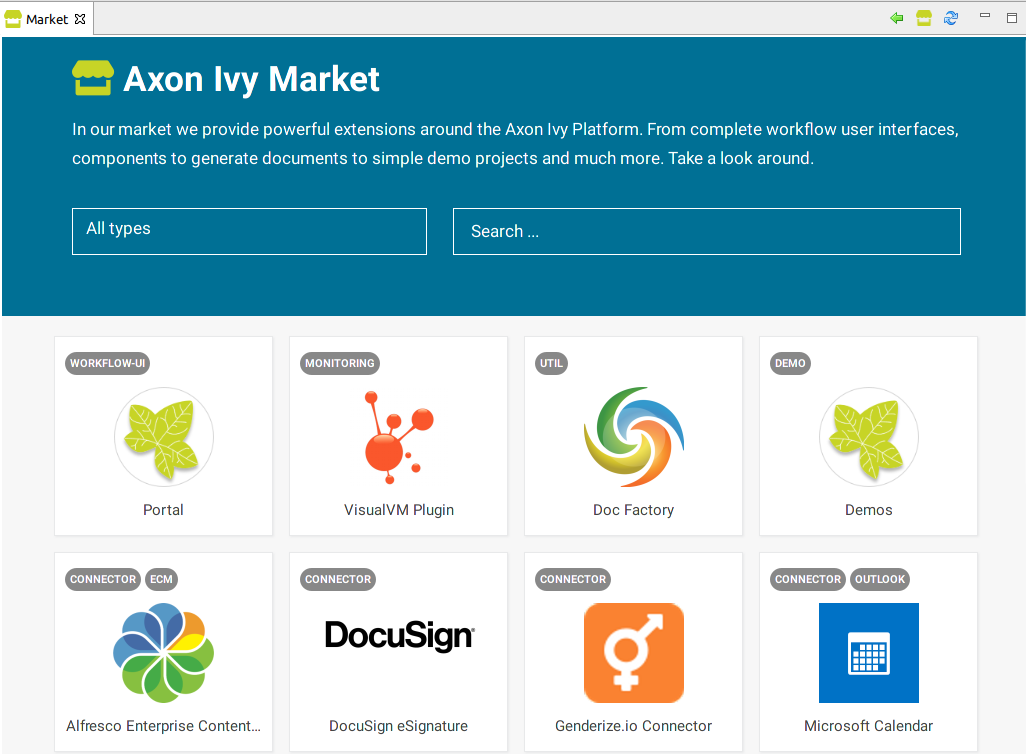 Market
Axon Ivy Market
In our market we provide powerful extensions around the Axon Ivy Platform. From complete workflow user interfaces,
components to generate documents to simple demo projects and much more. Take a look around.
All types
Search ...
WORKFLOW-UI
Portal
MONITORING
VisualVM Plugin
UTIL
Doc Factory
DEMO
Demos
CONNECTOR ECM
Alfresco Enterprise Content...
CONNECTOR
DocuSign
DocuSign eSignature
CONNECTOR
Genderize.io Connector
CONNECTOR OUTLOOK
Microsoft Calendar